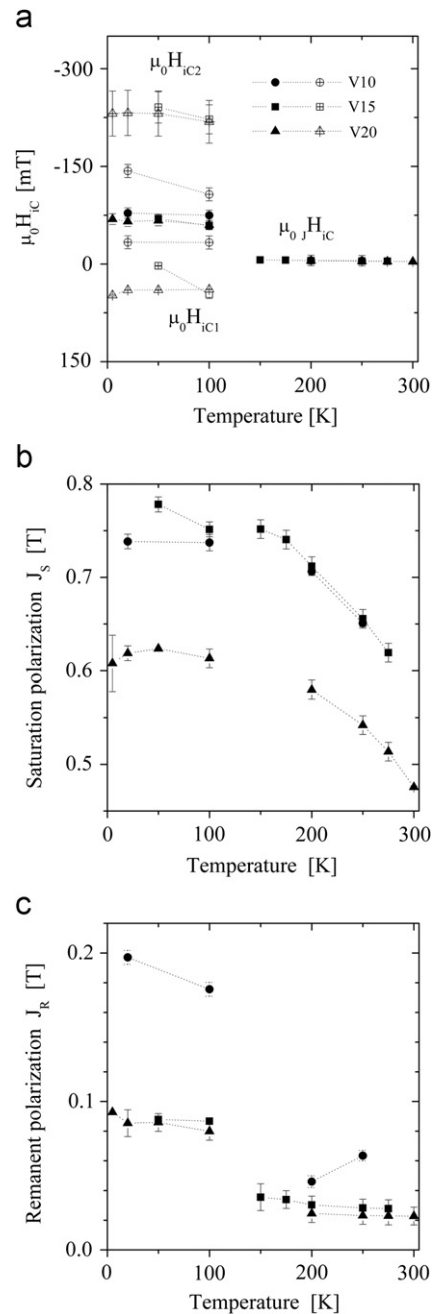 a
-300
μ0HiC2
V10
V15
V20
-150
μ0HiC [mT]
μ0 JHiC
0
μ0HiC1
150
0 100 200 300
Temperature [K]
b
0.8
0.7
0.6
0.5
Saturation polarization JS [T]
0 100 200 300
Temperature [K]
c
0.2
0.1
0.0
Remanent polarization JR [T]
0 100 200 300
Temperature [K]